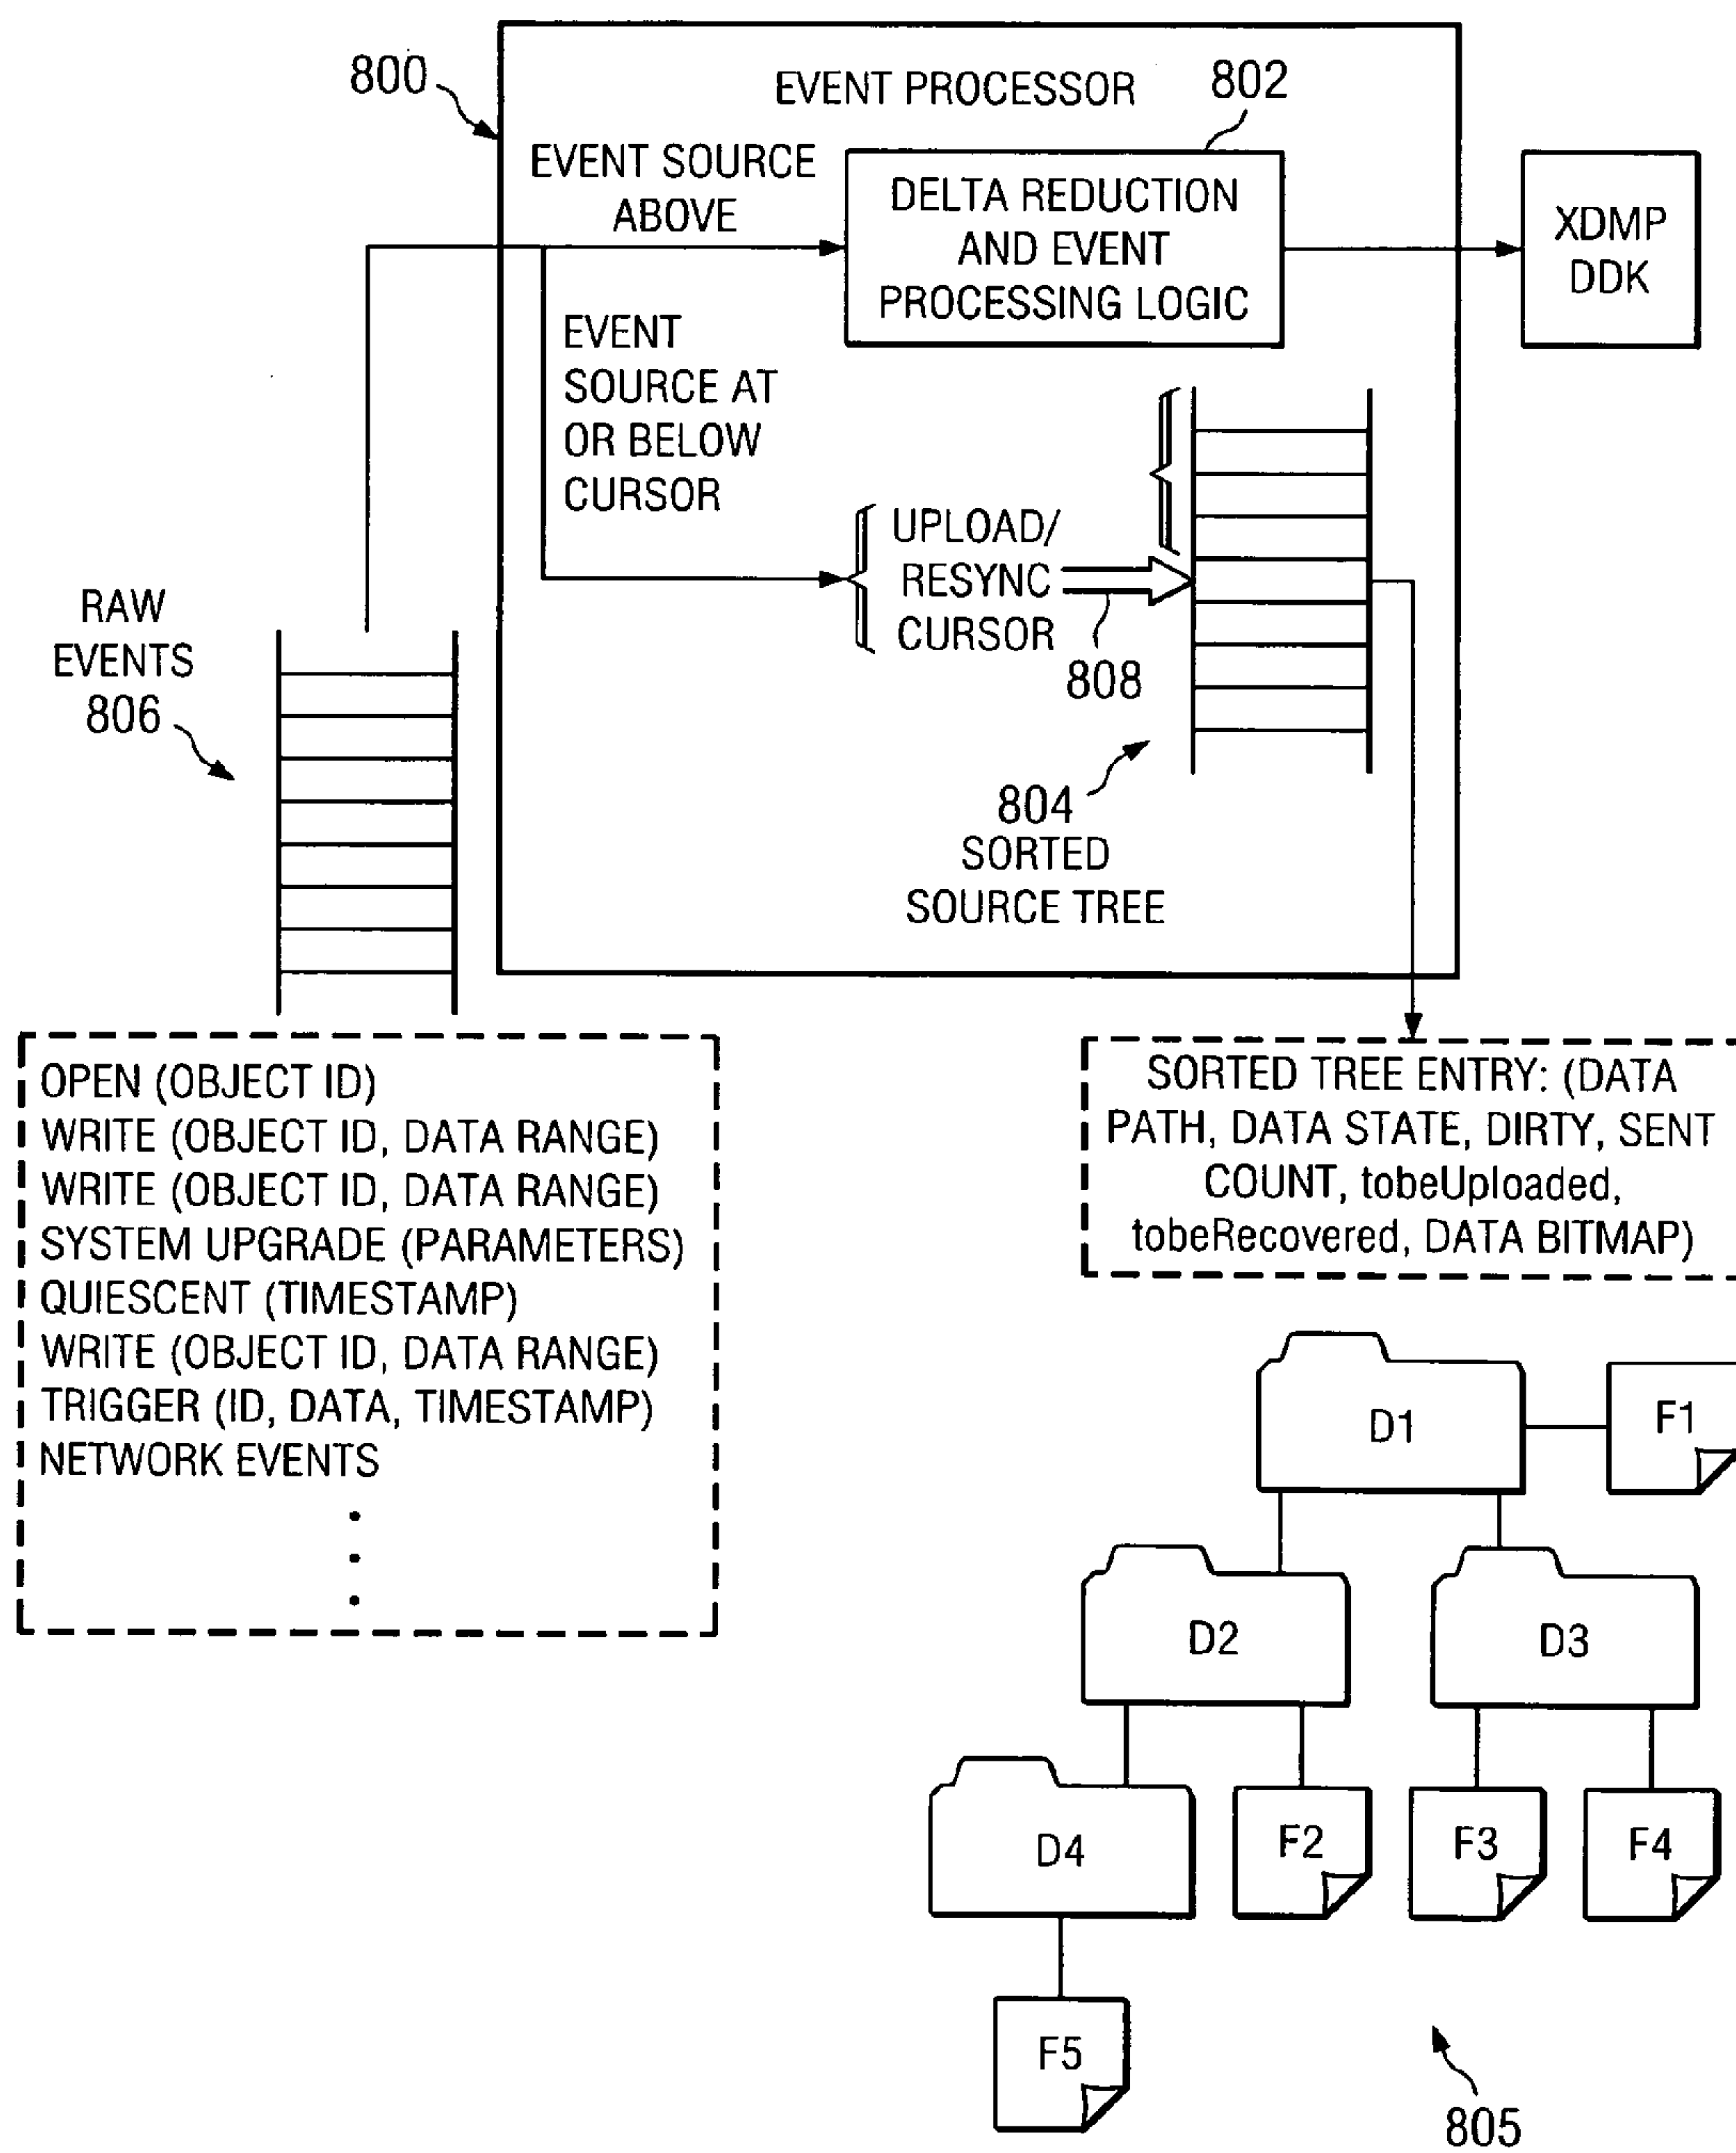 800
EVENT PROCESSOR
802
EVENT SOURCE
ABOVE
DELTA REDUCTION
AND EVENT
PROCESSING LOGIC
XDMP
DDK
EVENT
SOURCE AT
OR BELOW
CURSOR
UPLOAD/
RESYNC
CURSOR
808
RAW
EVENTS
806
804
SORTED
SOURCE TREE
OPEN (OBJECT ID)
WRITE (OBJECT ID, DATA RANGE)
WRITE (OBJECT ID, DATA RANGE)
SYSTEM UPGRADE (PARAMETERS)
QUIESCENT (TIMESTAMP)
WRITE (OBJECT ID, DATA RANGE)
TRIGGER (ID, DATA, TIMESTAMP)
NETWORK EVENTS
SORTED TREE ENTRY: (DATA
PATH, DATA STATE, DIRTY, SENT
COUNT, tobeUploaded,
tobeRecovered, DATA BITMAP)
D1
F1
D2
D3
D4
F2
F3
F4
F5
805